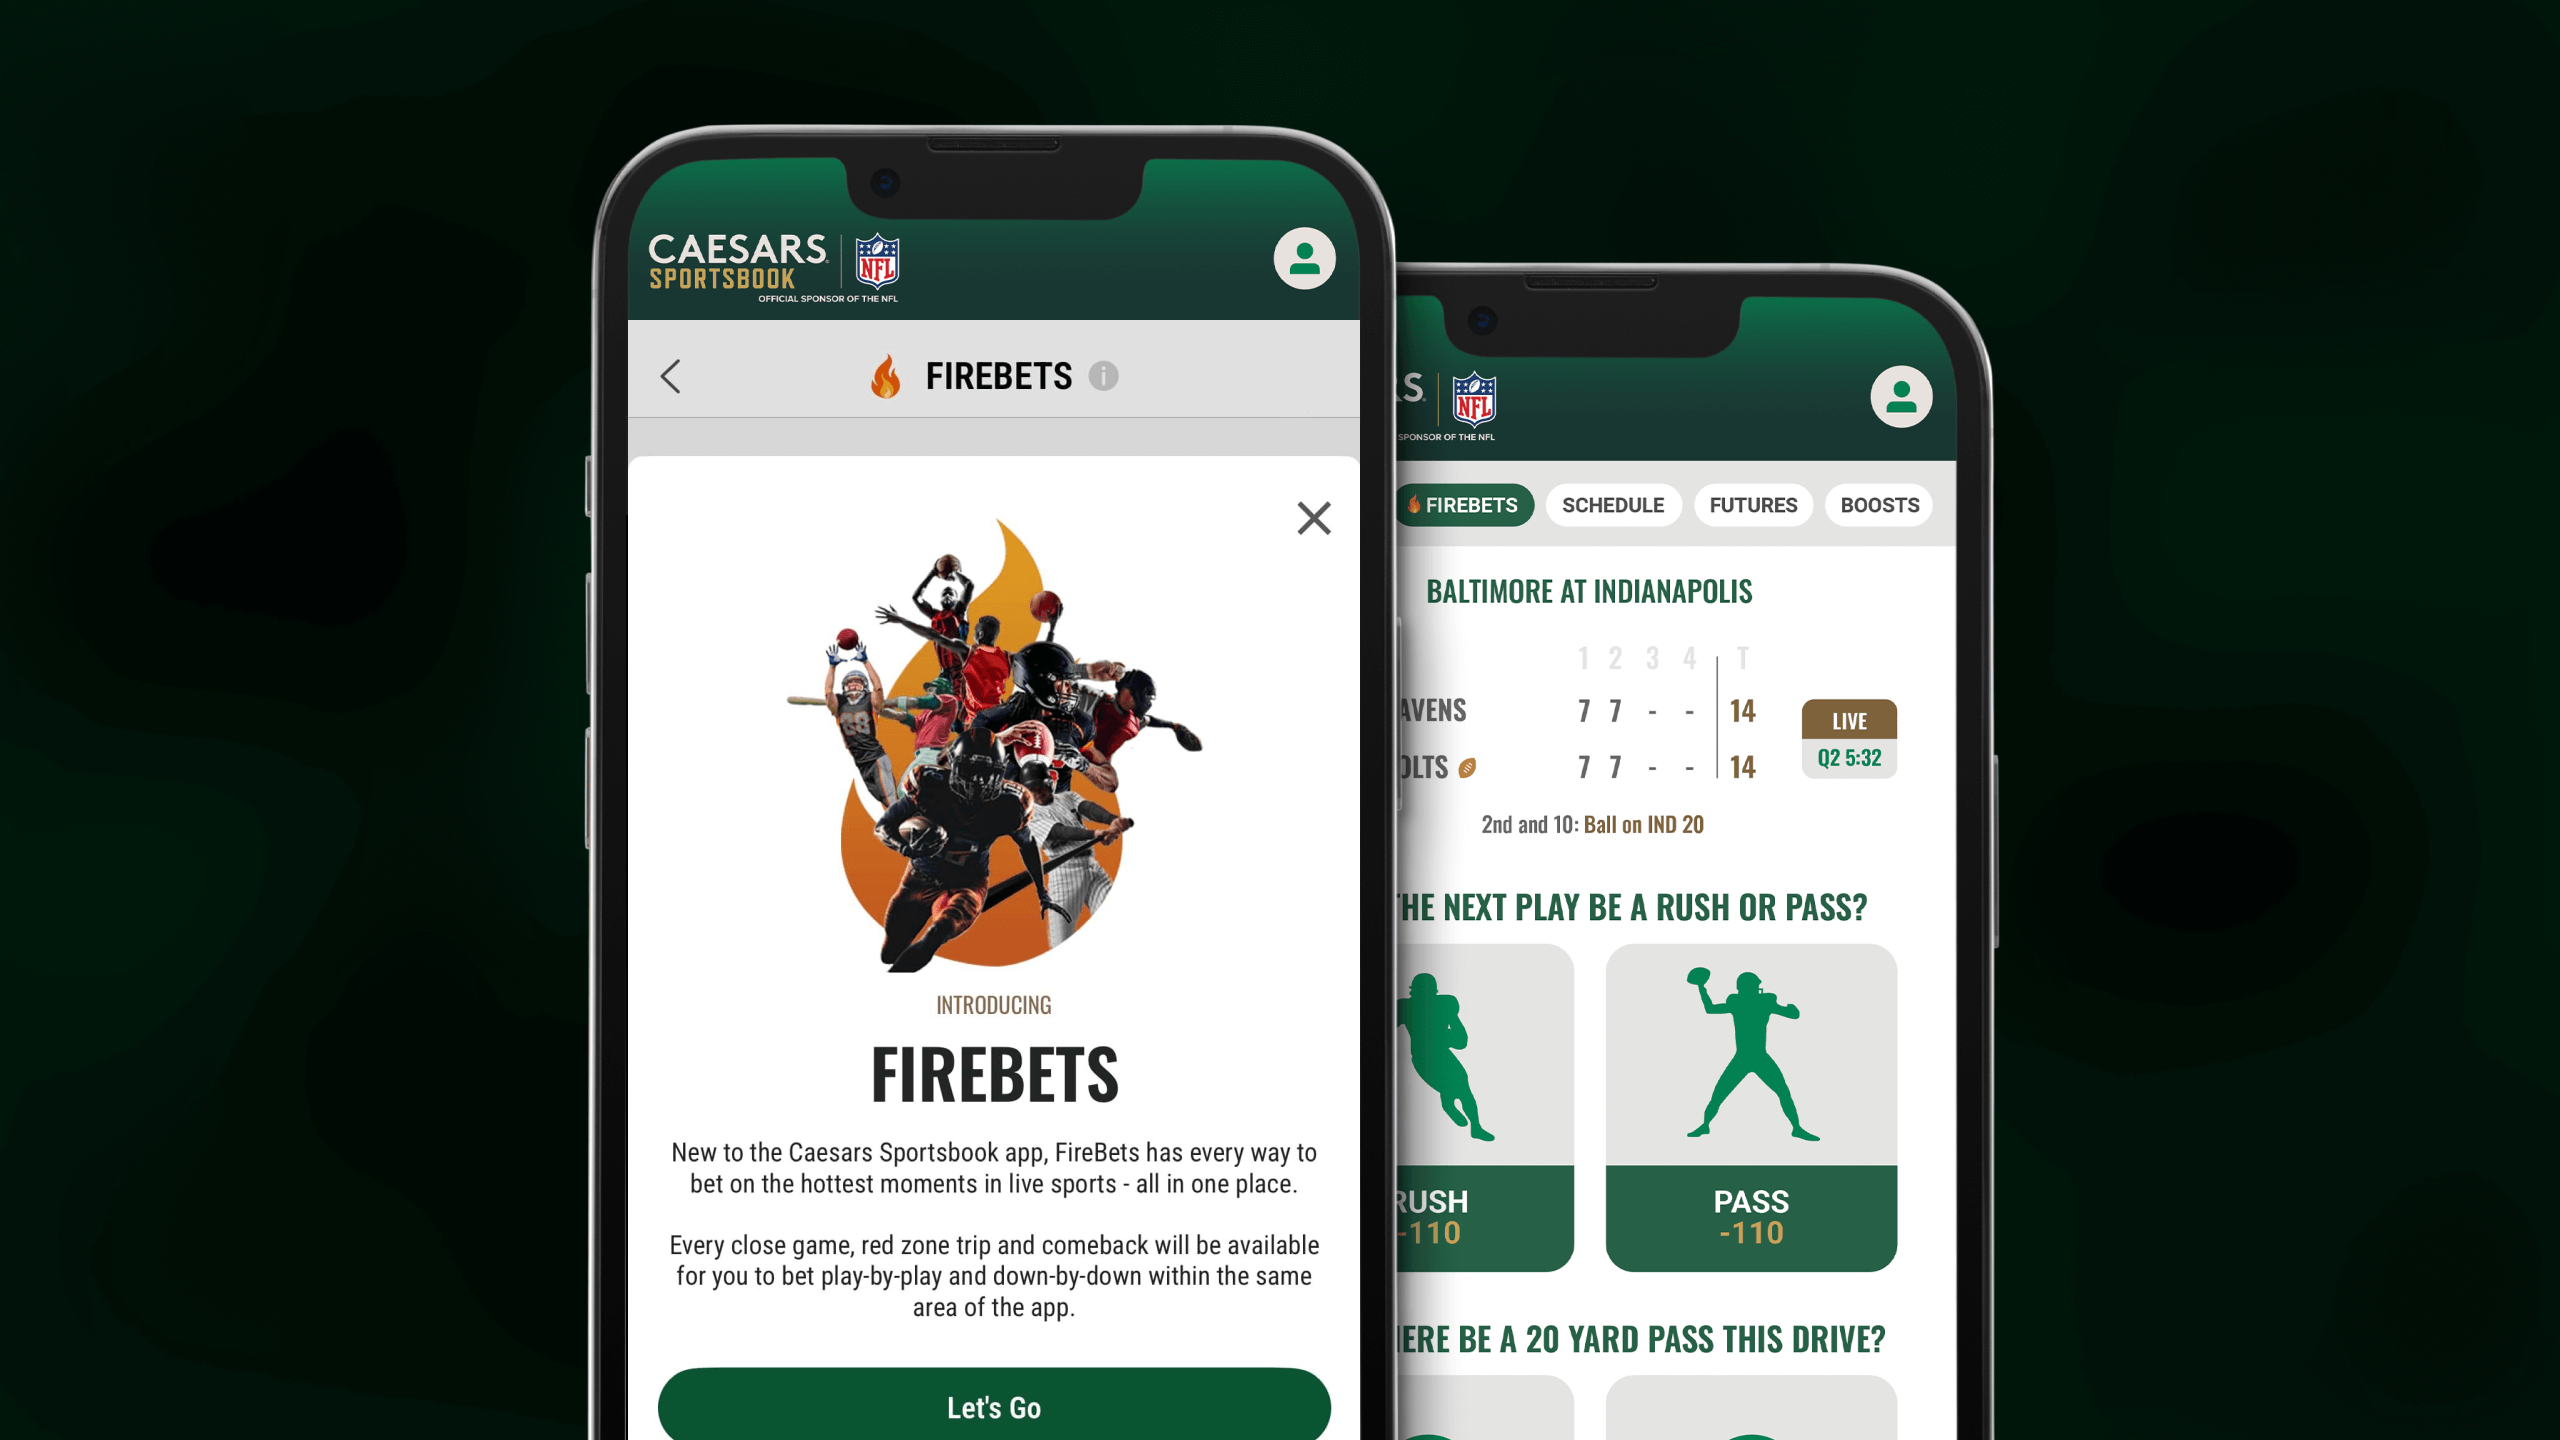 CAESARS
SPORTSBOOK
NFL
OFFICIAL SPONSOR OF THE NFL
FIREBETS
INTRODUCING
FIREBETS
New to the Caesars Sportsbook app, FireBets has every way to
bet on the hottest moments in live sports - all in one place.
Every close game, red zone trip and comeback will be available
for you to bet play-by-play and down-by-down within the same
area of the app.
Let's Go
NFL
SPONSOR OF THE NFL
FIREBETS SCHEDULE FUTURES BOOSTS
BALTIMORE AT INDIANAPOLIS
1 2 3 4 T
AVENS 7 7 - - 14
OLTS 7 7 - - 14
LIVE
Q2 5:32
2nd and 10: Ball on IND 20
THE NEXT PLAY BE A RUSH OR PASS?
RUSH
-110
PASS
-110
HERE BE A 20 YARD PASS THIS DRIVE?